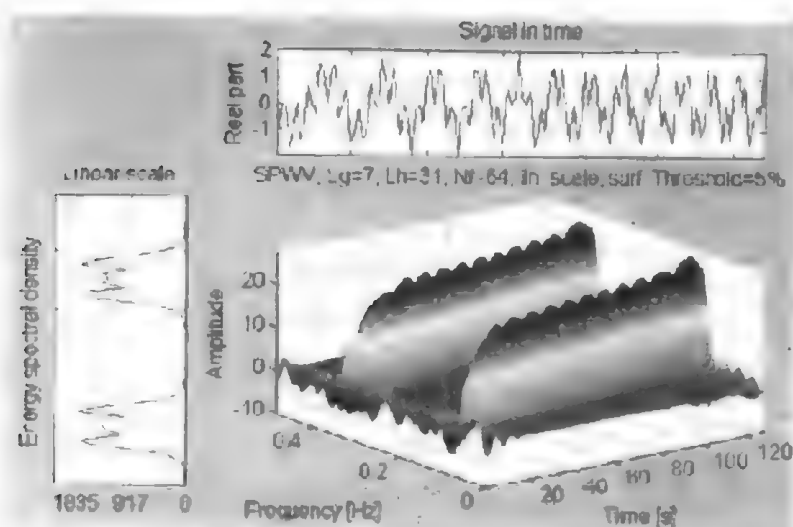 Signal in time
Real part
2
1
0
-1
Linear scale
SPWV, Lg=7, Lh=31, Nf=64, lin. scale, surf, Threshold=5%
Energy spectral density
Amplitude
20
10
0
-10
0.4
0.2
0
Frequency [Hz]
20
40
60
80
100
120
Time [s]
1835 917 0